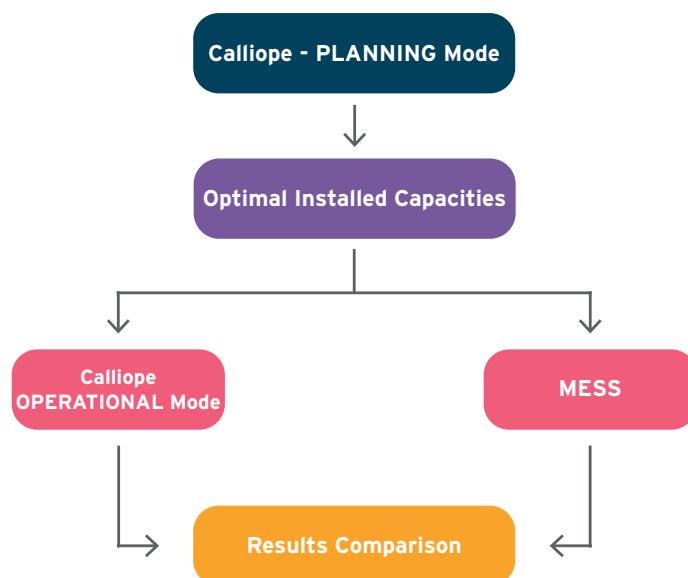 Calliope - PLANNING Mode
Optimal Installed Capacities
Calliope
OPERATIONAL Mode
MESS
Results Comparison